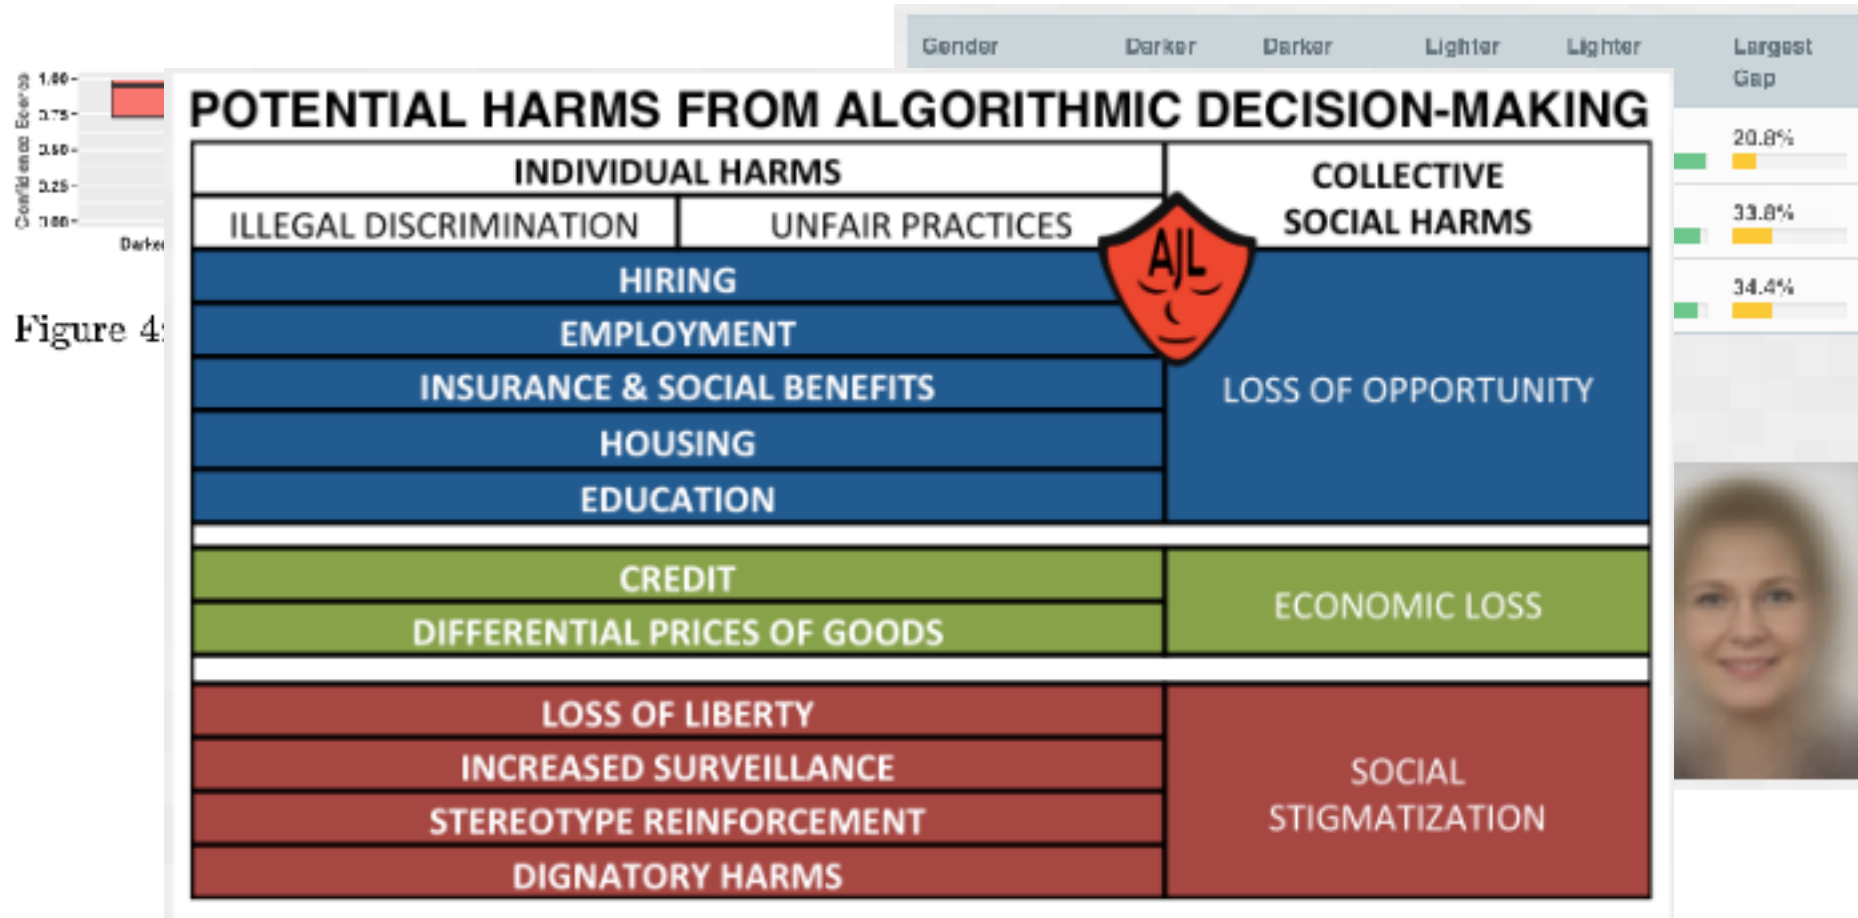 Gender Darker Darker Lighter Lighter Largest
Gap
20.8%
33.8%
34.4%
1.00
0.75
0.50
0.25
0.00
Confidence
Figure 4:
POTENTIAL HARMS FROM ALGORITHMIC DECISION-MAKING
INDIVIDUAL HARMS
ILLEGAL DISCRIMINATION UNFAIR PRACTICES
COLLECTIVE
SOCIAL HARMS
AJL
HIRING
EMPLOYMENT
INSURANCE & SOCIAL BENEFITS
HOUSING
EDUCATION
LOSS OF OPPORTUNITY
CREDIT
DIFFERENTIAL PRICES OF GOODS
ECONOMIC LOSS
LOSS OF LIBERTY
INCREASED SURVEILLANCE
STEREOTYPE REINFORCEMENT
DIGNATORY HARMS
SOCIAL
STIGMATIZATION